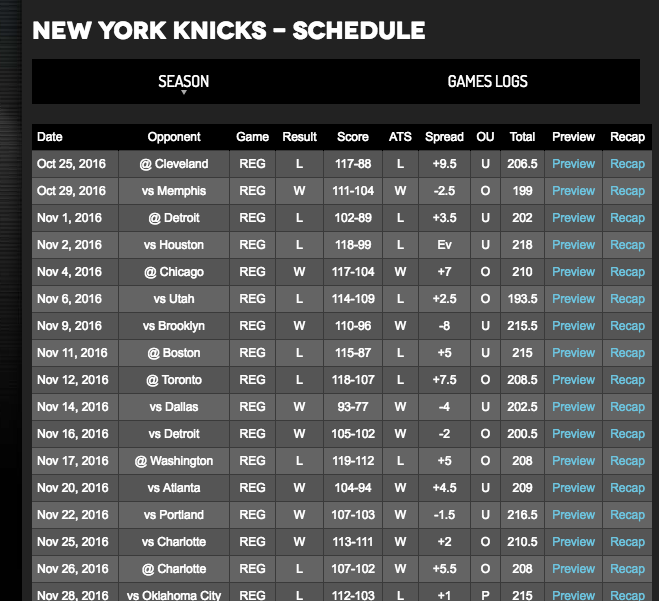 NEW YORK KNICKS – SCHEDULE
SEASON GAMES LOGS
Date Opponent Game Result Score ATS Spread OU Total Preview Recap
Oct 25, 2016 @ Cleveland REG L 117-88 L +9.5 U 206.5 Preview Recap
Oct 29, 2016 vs Memphis REG W 111-104 W -2.5 O 199 Preview Recap
Nov 1, 2016 @ Detroit REG L 102-89 L +3.5 U 202 Preview Recap
Nov 2, 2016 vs Houston REG L 118-99 L Ev U 218 Preview Recap
Nov 4, 2016 @ Chicago REG W 117-104 W +7 O 210 Preview Recap
Nov 6, 2016 vs Utah REG L 114-109 L +2.5 O 193.5 Preview Recap
Nov 9, 2016 vs Brooklyn REG W 110-96 W -8 U 215.5 Preview Recap
Nov 11, 2016 @ Boston REG L 115-87 L +5 U 215 Preview Recap
Nov 12, 2016 @ Toronto REG L 118-107 L +7.5 O 208.5 Preview Recap
Nov 14, 2016 vs Dallas REG W 93-77 W -4 U 202.5 Preview Recap
Nov 16, 2016 vs Detroit REG W 105-102 W -2 O 200.5 Preview Recap
Nov 17, 2016 @ Washington REG L 119-112 L +5 O 208 Preview Recap
Nov 20, 2016 vs Atlanta REG W 104-94 W +4.5 U 209 Preview Recap
Nov 22, 2016 vs Portland REG W 107-103 W -1.5 U 216.5 Preview Recap
Nov 25, 2016 vs Charlotte REG W 113-111 W +2 O 210.5 Preview Recap
Nov 26, 2016 @ Charlotte REG L 107-102 W +5.5 O 208 Preview Recap
Nov 28, 2016 vs Oklahoma City REG L 112-103 L +1 P 215 Preview Recap